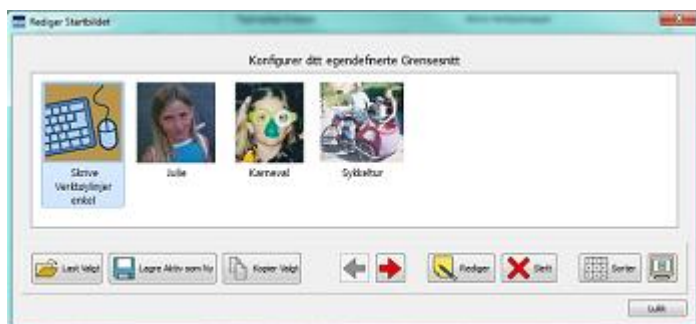 Rediger Startbildet
Konfigurer ditt egendefinerte Grensesnitt
Skrive
Verktøylinjer
enkel
Julie
Karneval
Sykkeltur
Last Valgt
Lagre Aktiv som Ny
Kopier Valgt
Rediger
Slett
Sorter
Lukk